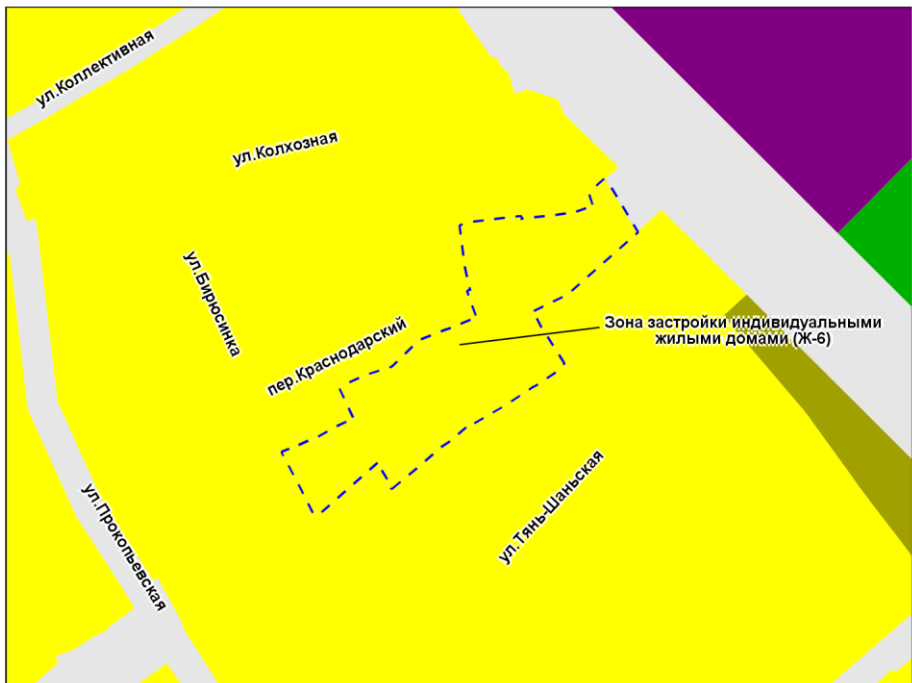 ул.Коллективная
ул.Колхозная
ул.Бирюсинка
пер.Краснодарский
Зона застройки индивидуальными
жилыми домами (Ж-6)
ул.Тянь-Шаньская
ул.Прокопьевская